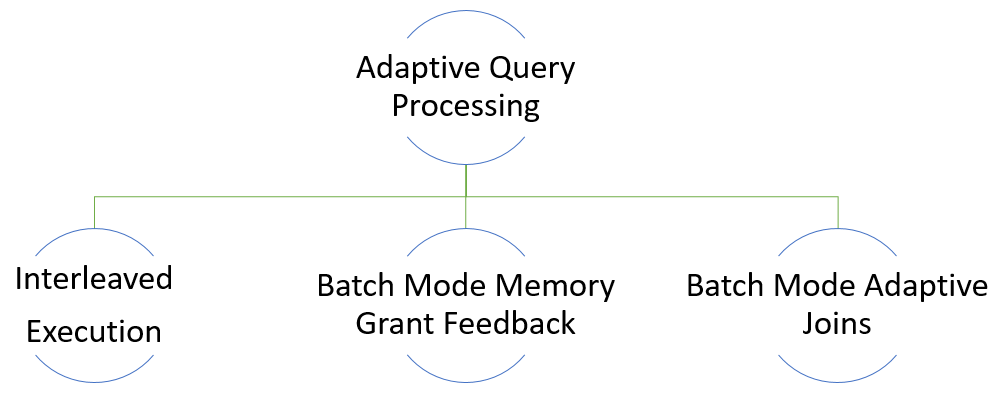 Adaptive Query
Processing
Interleaved
Execution
Batch Mode Memory
Grant Feedback
Batch Mode Adaptive
Joins